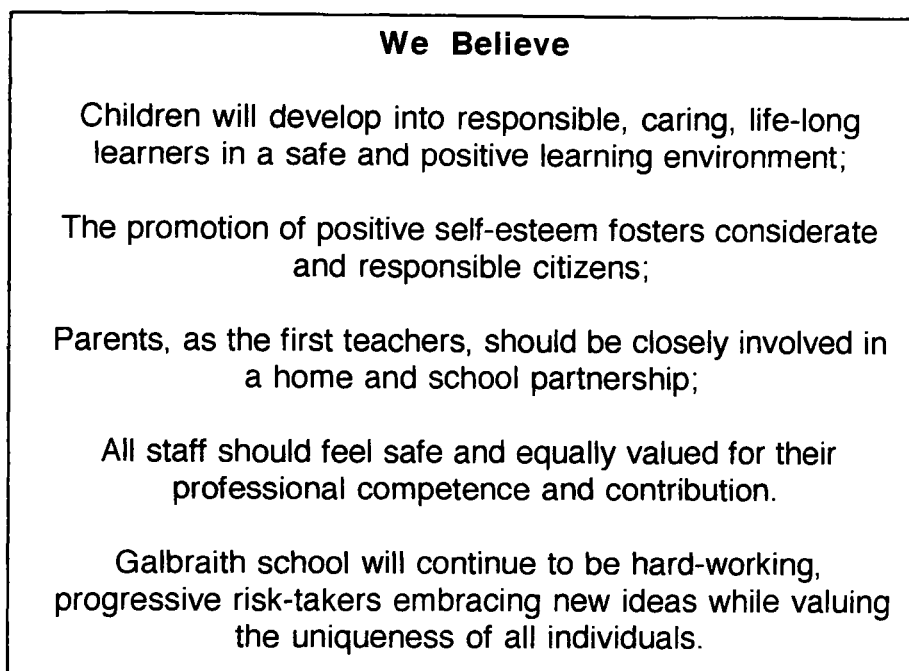 We Believe
Children will develop into responsible, caring, life-long
learners in a safe and positive learning environment;
The promotion of positive self-esteem fosters considerate
and responsible citizens;
Parents, as the first teachers, should be closely involved in
a home and school partnership;
All staff should feel safe and equally valued for their
professional competence and contribution.
Galbraith school will continue to be hard-working,
progressive risk-takers embracing new ideas while valuing
the uniqueness of all individuals.